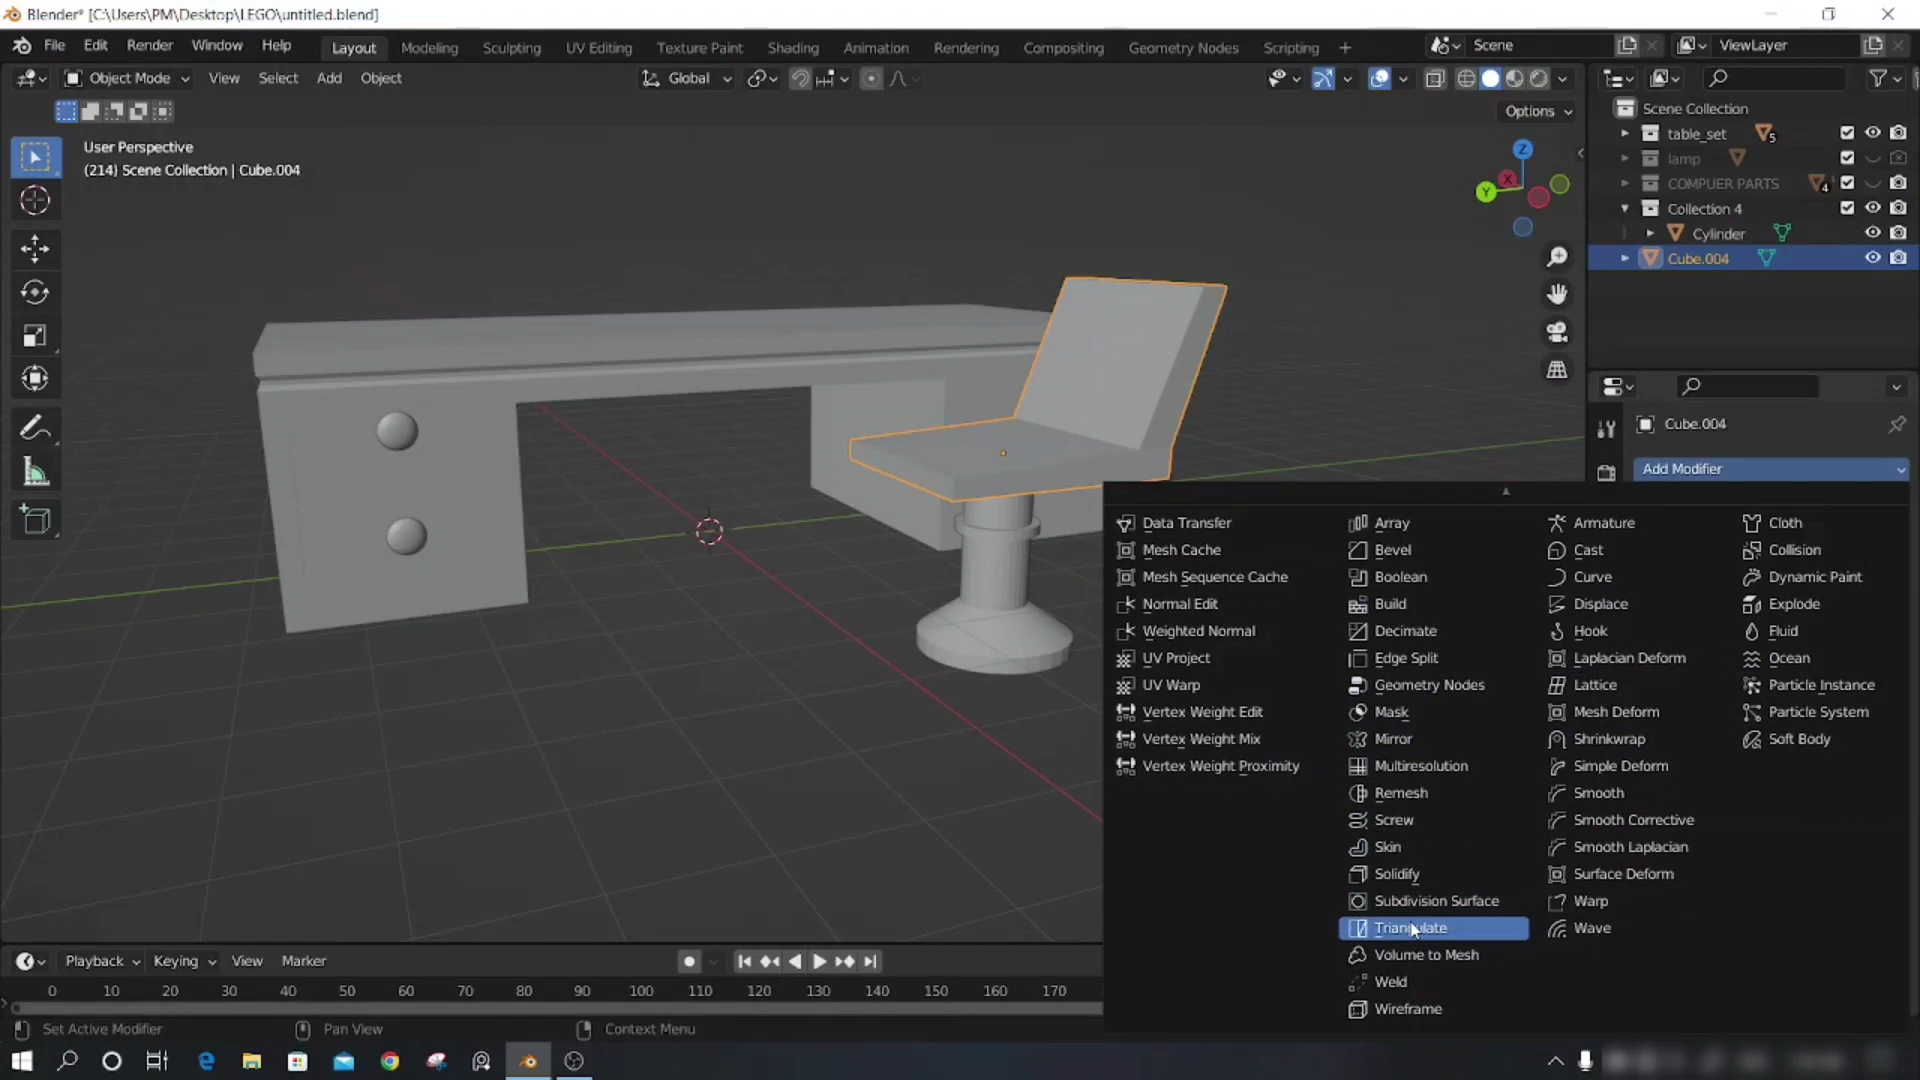 Blender* [C:\Users\PM\Desktop\LEGO\untitled.blend]
File Edit Render Window Help Layout Modeling Sculpting UV Editing Texture Paint Shading Animation Rendering Compositing Geometry Nodes Scripting + Scene ViewLayer
Object Mode View Select Add Object Global
Options
User Perspective
(214) Scene Collection | Cube.004
Z
X
Y
Scene Collection
table_set 5
lamp
COMPUER PARTS 4
Collection 4
Cylinder
Cube.004
Cube.004
Add Modifier
Data Transfer Array Armature Cloth
Mesh Cache Bevel Cast Collision
Mesh Sequence Cache Boolean Curve Dynamic Paint
Normal Edit Build Displace Explode
Weighted Normal Decimate Hook Fluid
UV Project Edge Split Laplacian Deform Ocean
UV Warp Geometry Nodes Lattice Particle Instance
Vertex Weight Edit Mask Mesh Deform Particle System
Vertex Weight Mix Mirror Shrinkwrap Soft Body
Vertex Weight Proximity Multiresolution Simple Deform
Remesh Smooth
Screw Smooth Corrective
Skin Smooth Laplacian
Solidify Surface Deform
Subdivision Surface Warp
Triangulate Wave
Volume to Mesh
Weld
Wireframe
Playback Keying View Marker
0 10 20 30 40 50 60 70 80 90 100 110 120 130 140 150 160 170
Set Active Modifier Pan View Context Menu